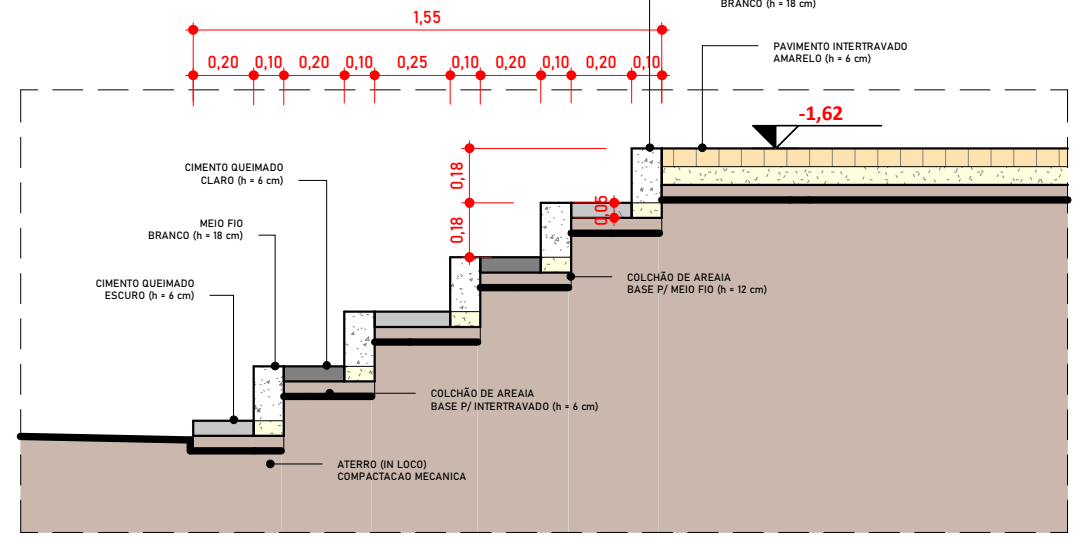 BRANCO (h = 18 cm)
1,55
0,20 0,10 0,20 0,10 0,25 0,10 0,20 0,10 0,20 0,10
PAVIMENTO INTERTRAVADO
AMARELO (h = 6 cm)
-1,62
CIMENTO QUEIMADO
CLARO (h = 6 cm)
0,18
0,18
0,05
MEIO FIO
BRANCO (h = 18 cm)
CIMENTO QUEIMADO
ESCURO (h = 6 cm)
COLCHÃO DE AREAIA
BASE P/ MEIO FIO (h = 12 cm)
COLCHÃO DE AREAIA
BASE P/ INTERTRAVADO (h = 6 cm)
ATERRO (IN LOCO)
COMPACTACAO MECANICA